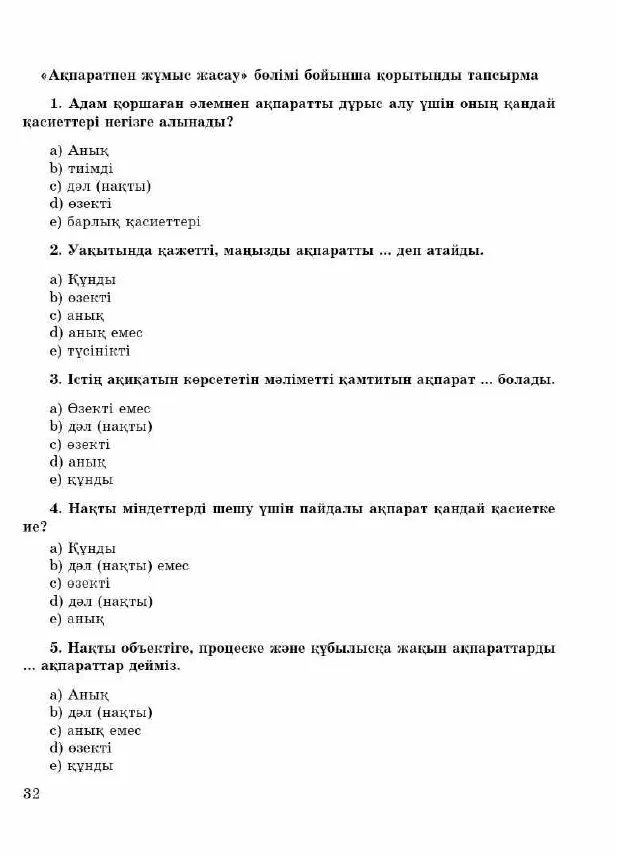 «Ақпаратпен жұмыс жасау» бөлімі бойынша қорытынды тапсырма
1. Адам қоршаған әлемнен ақпаратты дұрыс алу үшін оның қандай
қасиеттері негізге алынады?
a) Анық
b) тиімді
c) дәл (нақты)
d) өзекті
e) барлық қасиеттері
2. Уақытында қажетті, маңызды ақпаратты ... деп атайды.
a) Құнды
b) өзекті
c) анық
d) анық емес
e) түсінікті
3. Істің ақиқатын көрсететін мәліметті қамтитын ақпарат ... болады.
a) Өзекті емес
b) дәл (нақты)
c) өзекті
d) анық
e) құнды
4. Нақты міндеттерді шешу үшін пайдалы ақпарат қандай қасиетке
ие?
a) Құнды
b) дәл (нақты) емес
c) өзекті
d) дәл (нақты)
e) анық
5. Нақты объектіге, процеске және құбылысқа жақын ақпараттарды
... ақпараттар дейміз.
a) Анық
b) дәл (нақты)
c) анық емес
d) өзекті
e) құнды
32